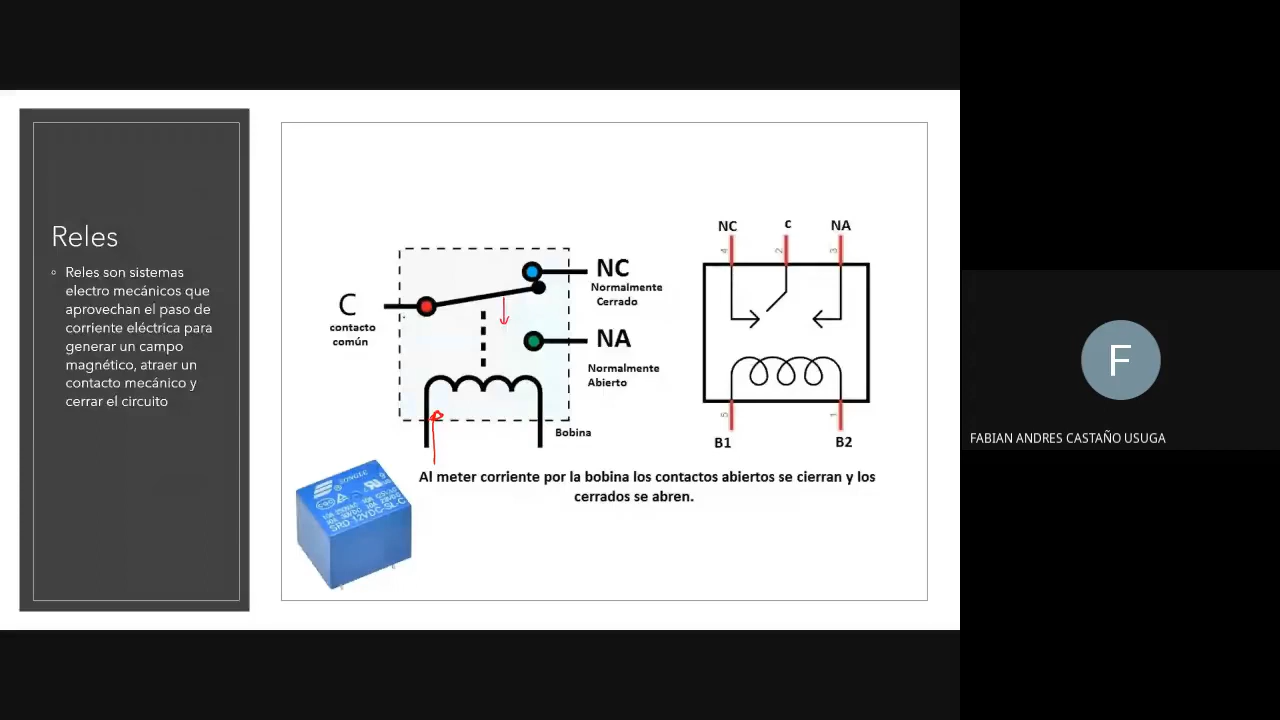 Reles
Reles son sistemas
electro mecánicos que
aprovechan el paso de
corriente eléctrica para
generar un campo
magnético, atraer un
contacto mecánico y
cerrar el circuito
C
contacto
común
NC
Normalmente
Cerrado
NA
Normalmente
Abierto
Bobina
NC
c
NA
4
2
3
5
1
B1
B2
Al meter corriente por la bobina los contactos abiertos se cierran y los
cerrados se abren.
SONGLE
SRD 12VDC-SL-C
F
FABIAN ANDRES CASTAÑO USUGA